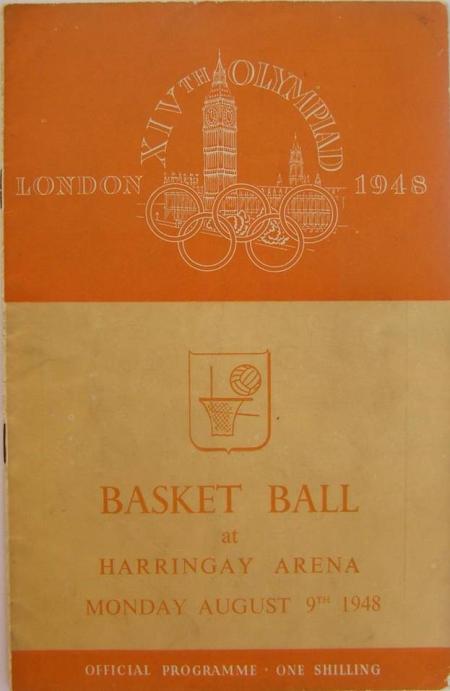 XIVTH OLYMPIAD
LONDON 1948
BASKET BALL
at
HARRINGAY ARENA
MONDAY AUGUST 9TH 1948
OFFICIAL PROGRAMME · ONE SHILLING